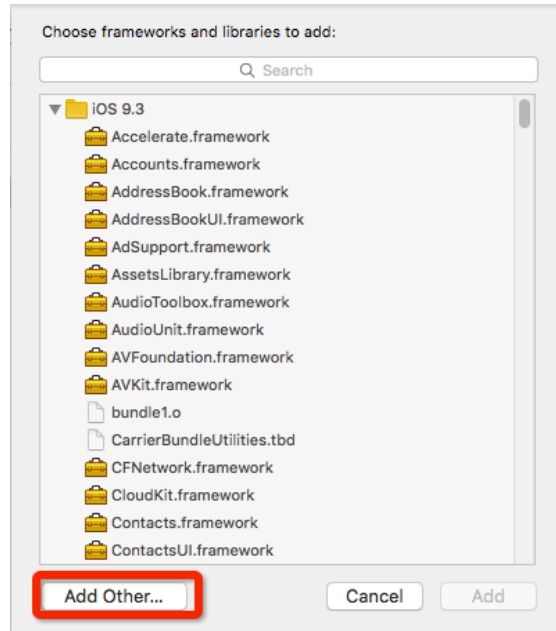 Choose frameworks and libraries to add:
Search
iOS 9.3
Accelerate.framework
Accounts.framework
AddressBook.framework
AddressBookUI.framework
AdSupport.framework
AssetsLibrary.framework
AudioToolbox.framework
AudioUnit.framework
AVFoundation.framework
AVKit.framework
bundle1.o
CarrierBundleUtilities.tbd
CFNetwork.framework
CloudKit.framework
Contacts.framework
ContactsUI.framework
Add Other... Cancel Add